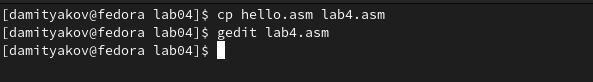 [damityakov@fedora lab04]$ cp hello.asm lab4.asm
[damityakov@fedora lab04]$ gedit lab4.asm
[damityakov@fedora lab04]$